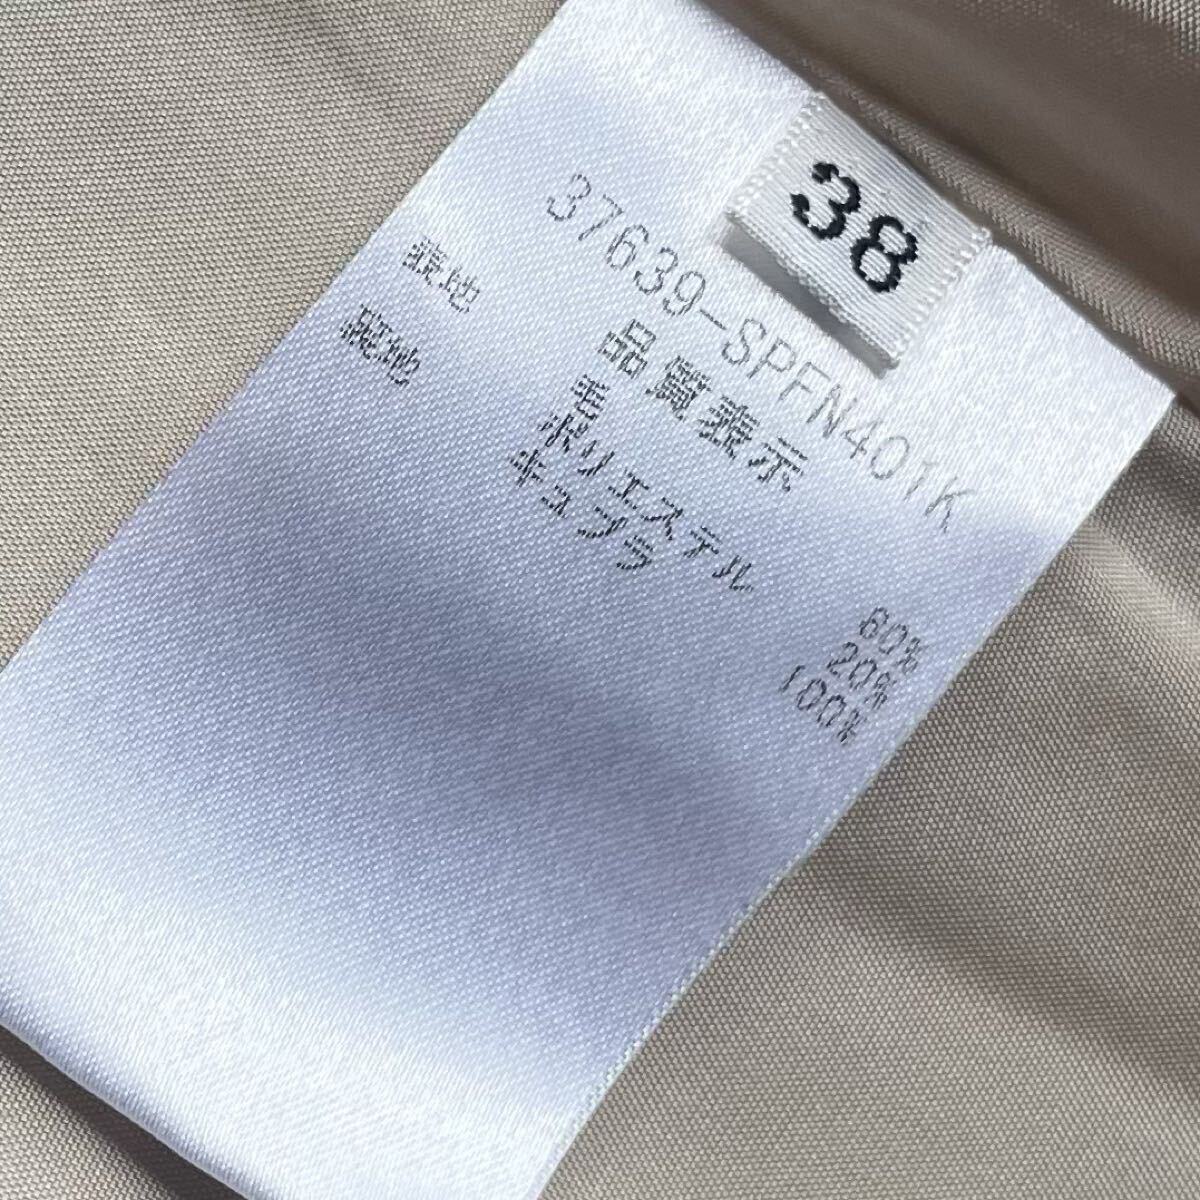 38
37639-SPFN401K
品質表示
表地 毛 80%
ポリエステル 20%
裏地 キュプラ 100%